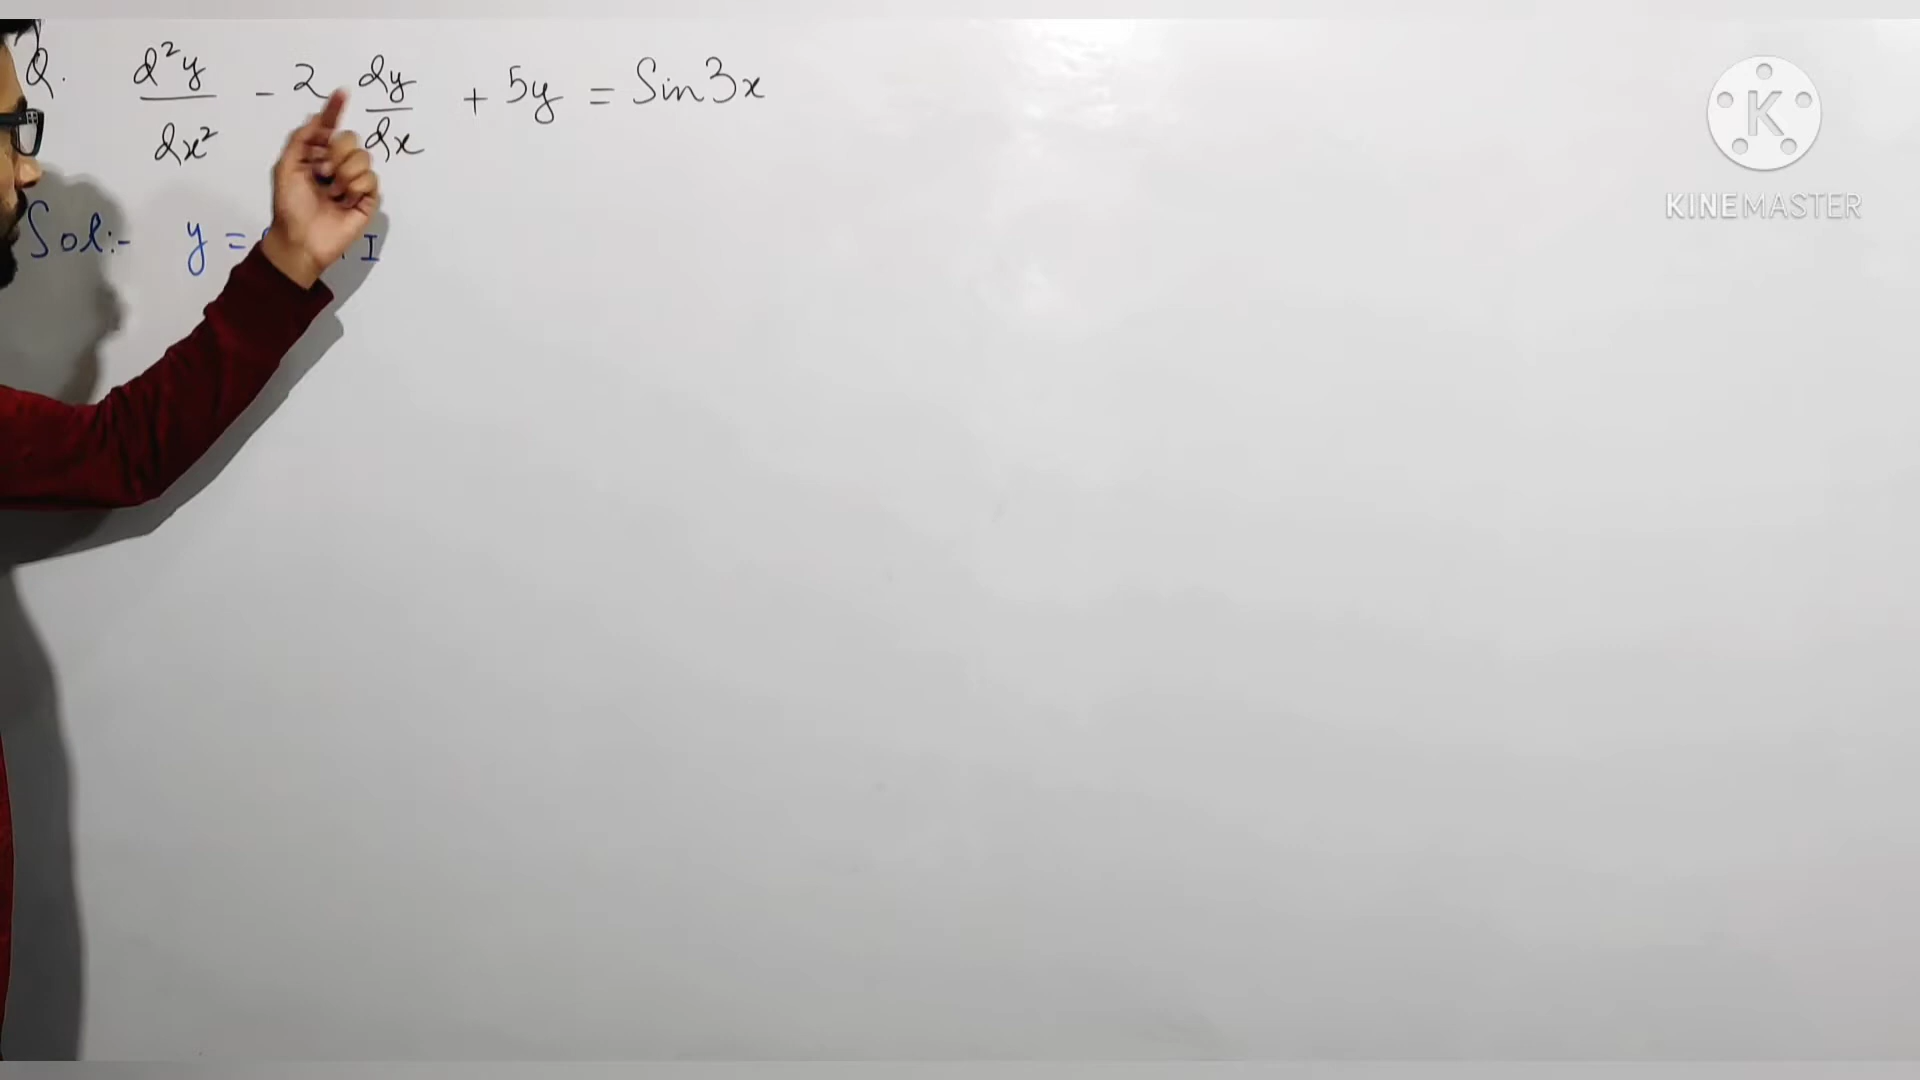 Q. d²y/dx² - 2 dy/dx + 5y = Sin3x
Sol:- y = I
K
KINEMASTER